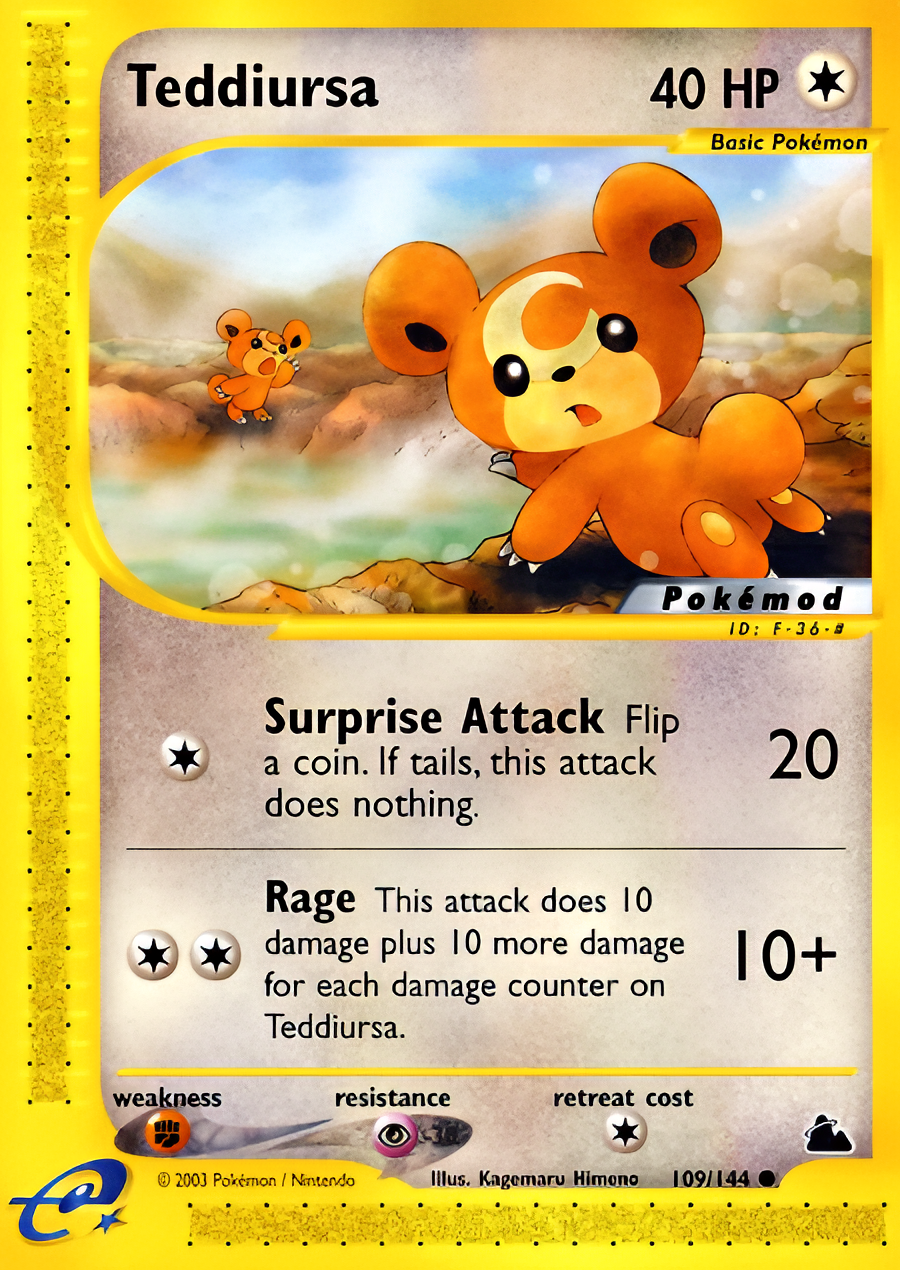 Teddiursa 40 HP
Basic Pokémon
Pokémod
ID: F-36-B
Surprise Attack Flip
a coin. If tails, this attack
does nothing.
20
Rage This attack does 10
damage plus 10 more damage
for each damage counter on
Teddiursa.
10+
weakness resistance retreat cost
-30
© 2003 Pokémon / Nintendo Illus. Kagemaru Himeno 109/144
e